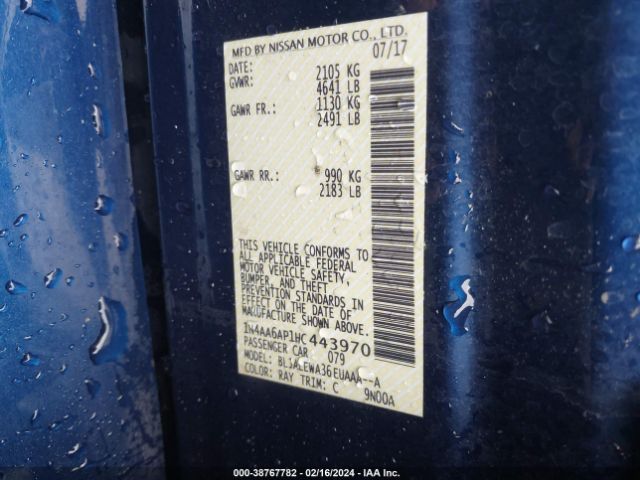 MFD BY NISSAN MOTOR CO., LTD.
DATE: 07/17
GVWR: 2105 KG
4641 LB
GAWR FR.: 1130 KG
2491 LB
GAWR RR.: 990 KG
2183 LB
THIS VEHICLE CONFORMS TO
ALL APPLICABLE FEDERAL
MOTOR VEHICLE SAFETY,
BUMPER, AND THEFT
PREVENTION STANDARDS IN
EFFECT ON THE DATE OF
MANUFACTURE SHOWN ABOVE.
1N4AA6AP1HC 443970
PASSENGER CAR 079
MODEL: BL5ALEWA36EUAAA--A
COLOR: RAY TRIM: C 9N00A
000-38767782 - 02/16/2024 - IAA Inc.